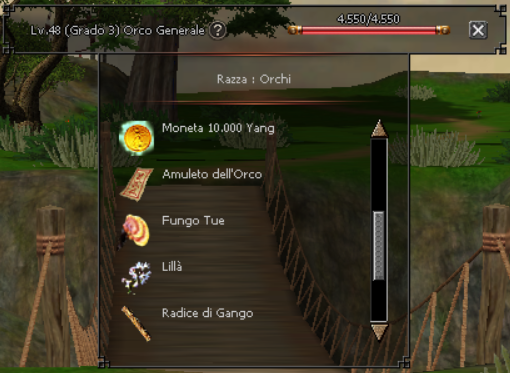 Lv.48 (Grado 3) Orco Generale ?
4.550/4.550
Razza : Orchi
Moneta 10.000 Yang
Amuleto dell'Orco
Fungo Tue
Lillà
Radice di Gango